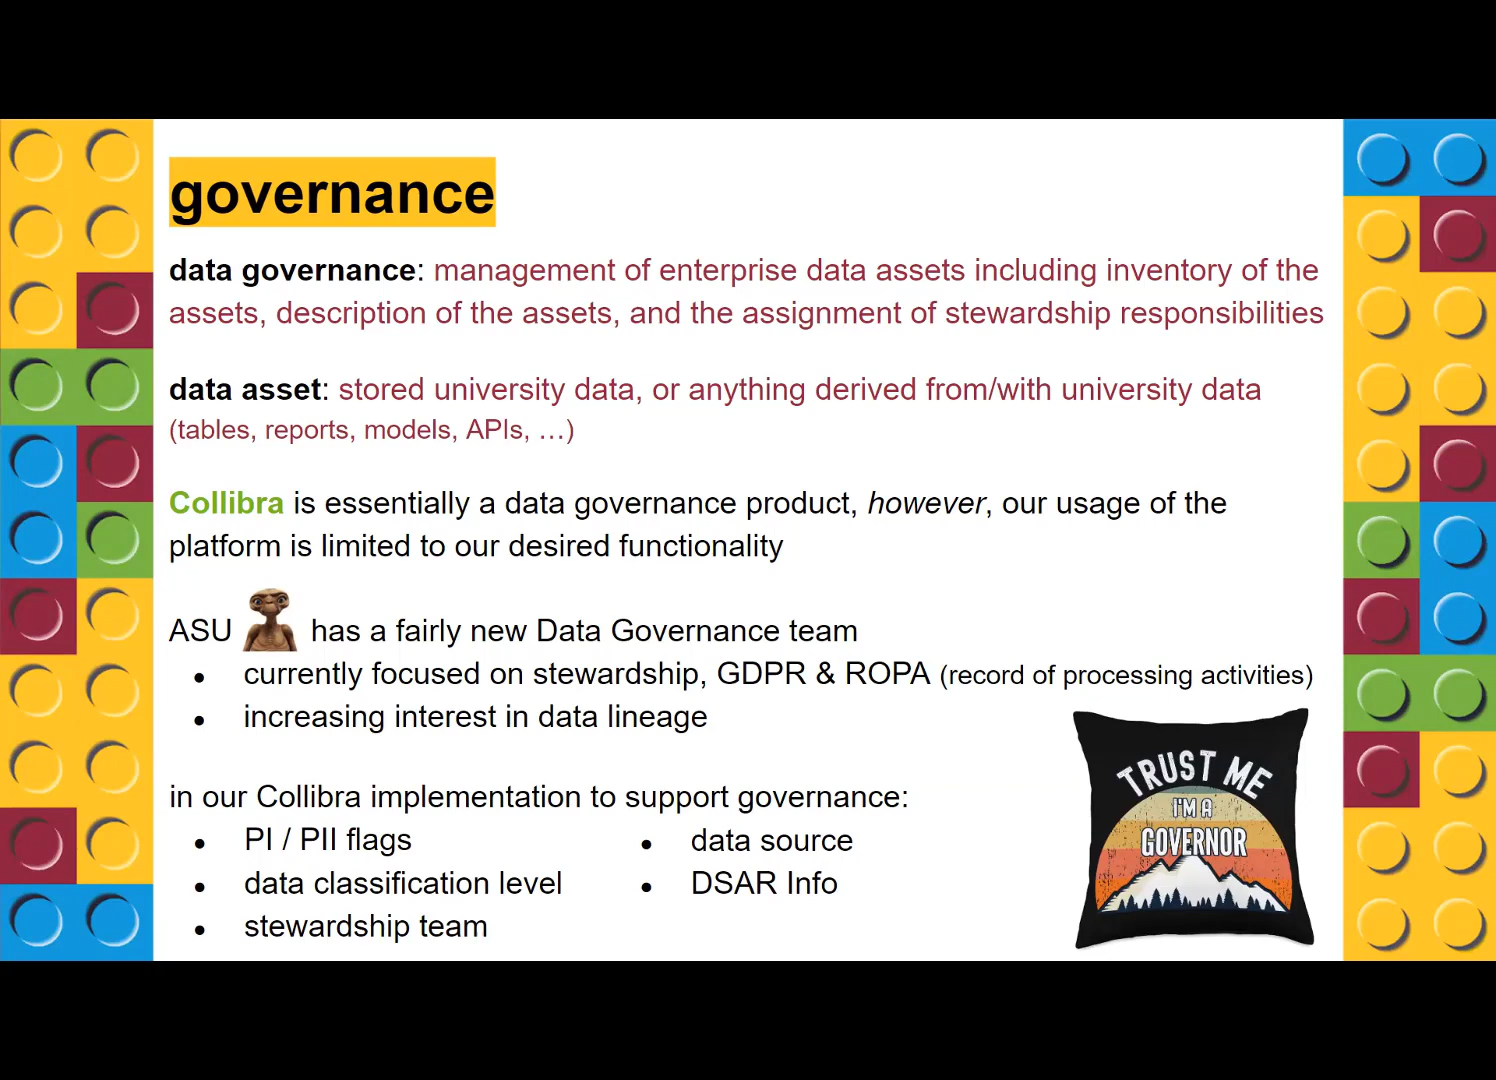 governance
data governance: management of enterprise data assets including inventory of the
assets, description of the assets, and the assignment of stewardship responsibilities
data asset: stored university data, or anything derived from/with university data
(tables, reports, models, APIs, …)
Collibra is essentially a data governance product, however, our usage of the
platform is limited to our desired functionality
ASU has a fairly new Data Governance team
● currently focused on stewardship, GDPR & ROPA (record of processing activities)
● increasing interest in data lineage
in our Collibra implementation to support governance:
● PI / PII flags
● data classification level
● stewardship team
● data source
● DSAR Info
TRUST ME
I'M A
GOVERNOR